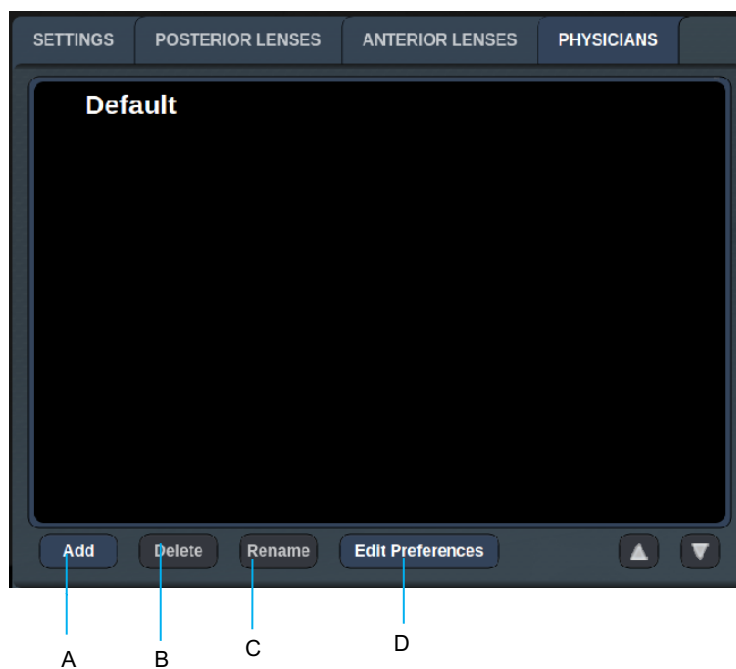 SETTINGS POSTERIOR LENSES ANTERIOR LENSES PHYSICIANS
Default
Add Delete Rename Edit Preferences
A B C D